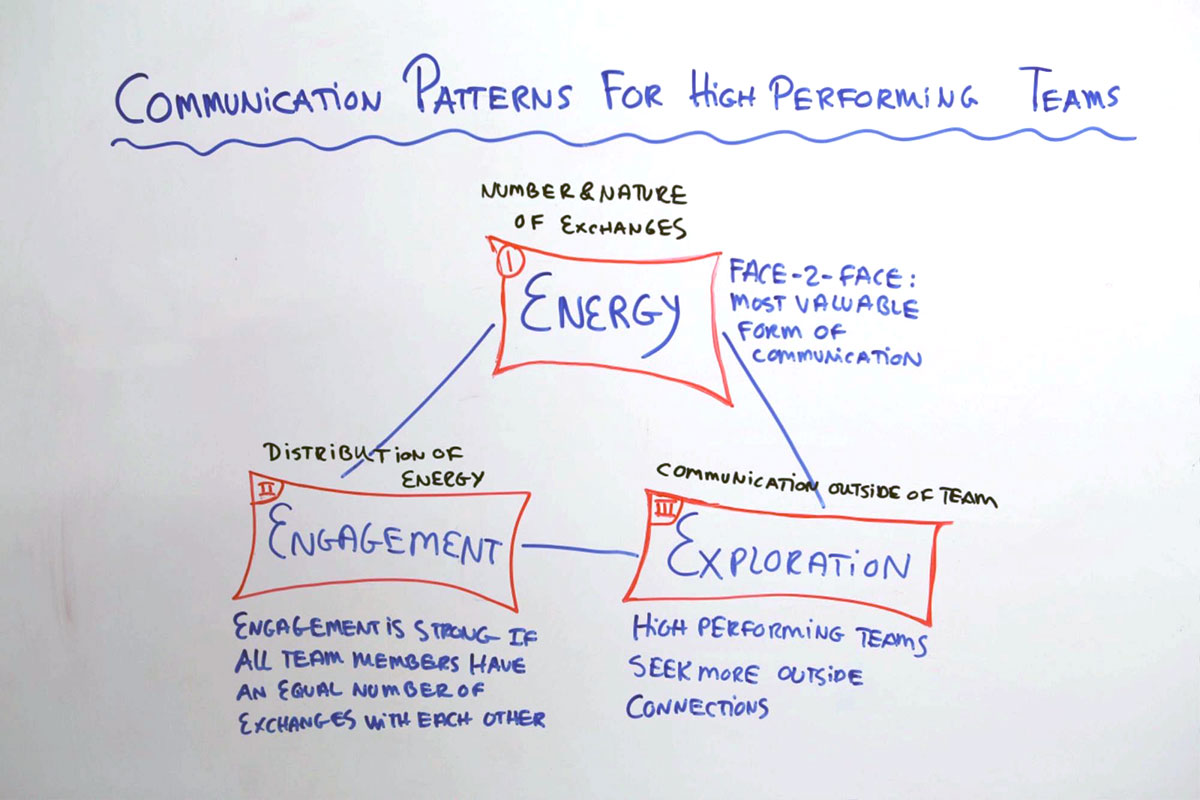 COMMUNICATION PATTERNS FOR HIGH PERFORMING TEAMS
NUMBER & NATURE
OF EXCHANGES
I
ENERGY
FACE-2-FACE:
MOST VALUABLE
FORM OF
COMMUNICATION
DISTRIBUTION OF
ENERGY
II
ENGAGEMENT
ENGAGEMENT IS STRONG IF
ALL TEAM MEMBERS HAVE
AN EQUAL NUMBER OF
EXCHANGES WITH EACH OTHER
COMMUNICATION OUTSIDE OF TEAM
III
EXPLORATION
HIGH PERFORMING TEAMS
SEEK MORE OUTSIDE
CONNECTIONS